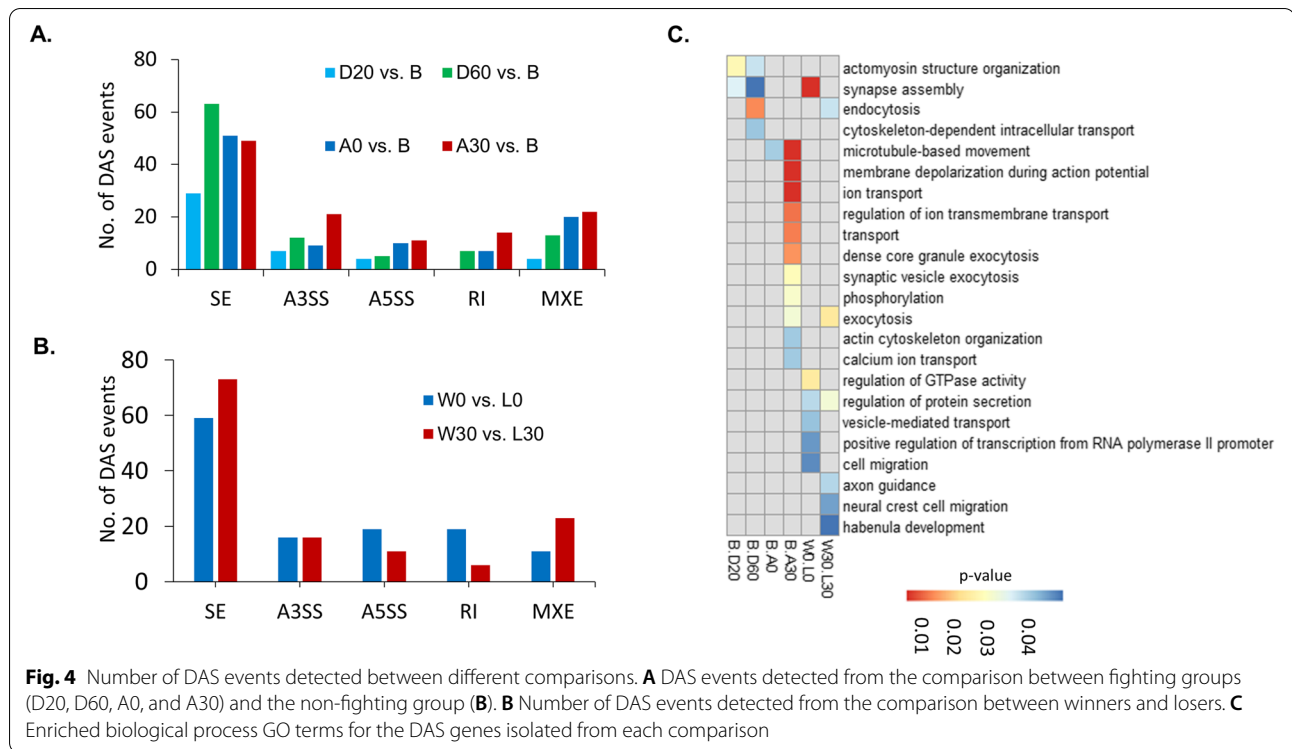 A.
80
60
40
20
0
No. of DAS events
D20 vs. B
D60 vs. B
A0 vs. B
A30 vs. B
SE
A3SS
A5SS
RI
MXE
B.
80
60
40
20
0
No. of DAS events
W0 vs. L0
W30 vs. L30
SE
A3SS
A5SS
RI
MXE
C.
actomyosin structure organization
synapse assembly
endocytosis
cytoskeleton-dependent intracellular transport
microtubule-based movement
membrane depolarization during action potential
ion transport
regulation of ion transmembrane transport
transport
dense core granule exocytosis
synaptic vesicle exocytosis
phosphorylation
exocytosis
actin cytoskeleton organization
calcium ion transport
regulation of GTPase activity
regulation of protein secretion
vesicle-mediated transport
positive regulation of transcription from RNA polymerase II promoter
cell migration
axon guidance
neural crest cell migration
habenula development
B.D20
B.D60
B.A0
B.A30
W0.L0
W30.L30
p-value
0.01
0.02
0.03
0.04
Fig. 4 Number of DAS events detected between different comparisons. A DAS events detected from the comparison between fighting groups
(D20, D60, A0, and A30) and the non-fighting group (B). B Number of DAS events detected from the comparison between winners and losers. C
Enriched biological process GO terms for the DAS genes isolated from each comparison